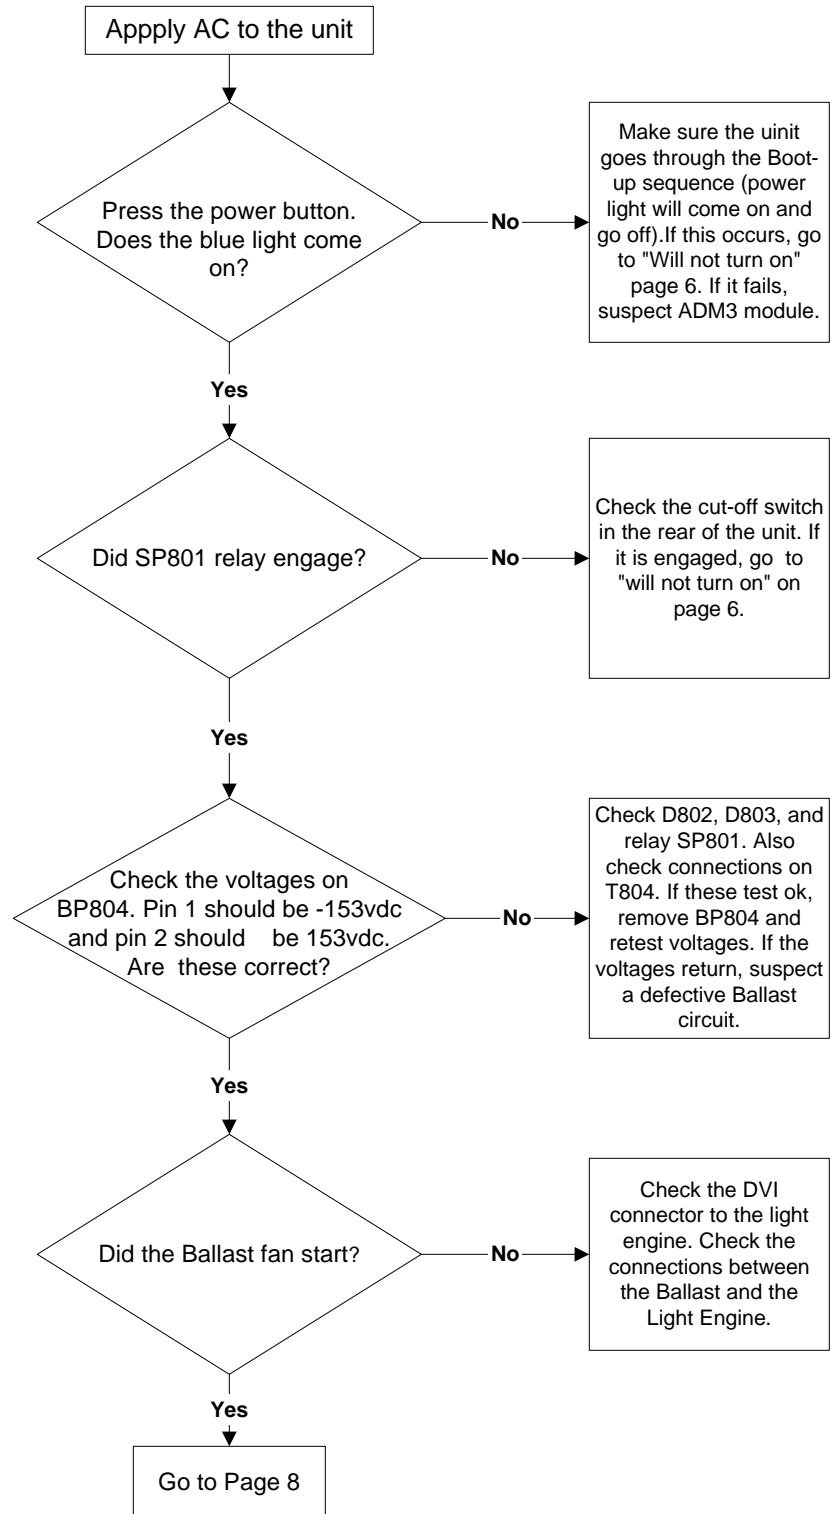 Appply AC to the unit
Press the power button.
Does the blue light come
on?
No
Make sure the uinit
goes through the Boot-
up sequence (power
light will come on and
go off).If this occurs, go
to "Will not turn on"
page 6. If it fails,
suspect ADM3 module.
Yes
Did SP801 relay engage?
No
Check the cut-off switch
in the rear of the unit. If
it is engaged, go  to
"will not turn on" on
page 6.
Yes
Check the voltages on
BP804. Pin 1 should be -153vdc
and pin 2 should    be 153vdc.
Are  these correct?
No
Check D802, D803, and
relay SP801. Also
check connections on
T804. If these test ok,
remove BP804 and
retest voltages. If the
voltages return, suspect
a defective Ballast
circuit.
Yes
Did the Ballast fan start?
No
Check the DVI
connector to the light
engine. Check the
connections between
the Ballast and the
Light Engine.
Yes
Go to Page 8